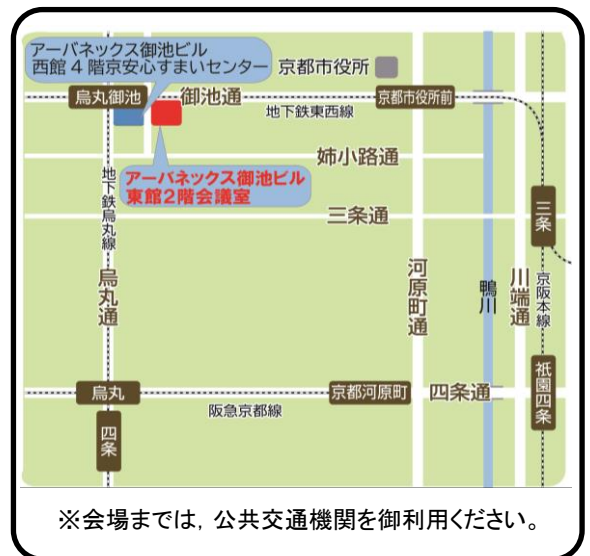 アーバネックス御池ビル
西館4階京安心すまいセンター
京都市役所
烏丸御池
御池通
地下鉄東西線
京都市役所前
姉小路通
アーバネックス御池ビル
東館2階会議室
地下鉄烏丸線
三条通
三条
烏丸通
河原町通
鴨川
川端通
京阪本線
烏丸
京都河原町
四条通
祇園四条
阪急京都線
四条
※会場までは，公共交通機関を御利用ください。